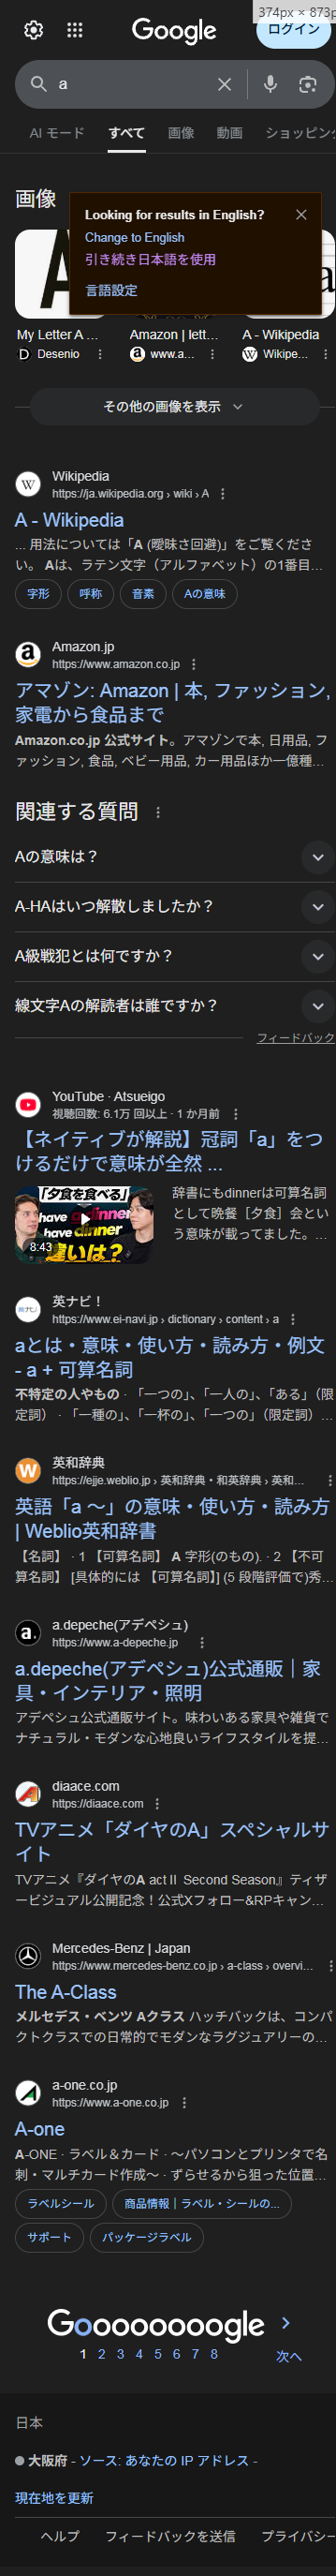 374px × 873p
Google
ログイン
a
AI モード すべて 画像 動画 ショッピング
画像
Looking for results in English?
Change to English
引き続き日本語を使用
言語設定
My Letter A ...
Desenio
Amazon | lett...
www.a...
A - Wikipedia
Wikipe...
その他の画像を表示
Wikipedia
https://ja.wikipedia.org › wiki › A
A - Wikipedia
... 用法については「A (曖昧さ回避)」をご覧くださ
い。 Aは、ラテン文字（アルファベット）の1番目...
字形 呼称 音素 Aの意味
Amazon.jp
https://www.amazon.co.jp
アマゾン: Amazon | 本, ファッション,
家電から食品まで
Amazon.co.jp 公式サイト。アマゾンで本, 日用品, フ
ァッション, 食品, ベビー用品, カー用品ほか一億種...
関連する質問
Aの意味は？
A-HAはいつ解散しましたか？
A級戦犯とは何ですか？
線文字Aの解読者は誰ですか？
フィードバック
YouTube · Atsueigo
視聴回数: 6.1万 回以上 · 1 か月前
【ネイティブが解説】冠詞「a」をつ
けるだけで意味が全然 ...
「夕食を食べる」
have dinner
have a dinner
違いは？
8:43
辞書にもdinnerは可算名詞
として晩餐［夕食］会とい
う意味が載ってました。...
英ナビ！
https://www.ei-navi.jp › dictionary › content › a
aとは・意味・使い方・読み方・例文
- a + 可算名詞
不特定の人やもの · 「一つの」、「一人の」、「ある」（限
定詞） · 「一種の」、「一杯の」、「一つの」（限定詞）...
英和辞典
https://ejje.weblio.jp › 英和辞典・和英辞典 › 英和...
英語「a 〜」の意味・使い方・読み方
| Weblio英和辞書
【名詞】 · 1 【可算名詞】 A 字形(のもの). · 2 【不可
算名詞】 [具体的には 【可算名詞】] (5 段階評価で)秀...
a.depeche(アデペシュ)
https://www.a-depeche.jp
a.depeche(アデペシュ)公式通販｜家
具・インテリア・照明
アデペシュ公式通販サイト。味わいある家具や雑貨で
ナチュラル・モダンな心地良いライフスタイルを提...
diaace.com
https://diaace.com
TVアニメ「ダイヤのA」スペシャルサ
イト
TVアニメ『ダイヤのA actⅡ Second Season』ティザ
ービジュアル公開記念！公式Xフォロー&RPキャン...
Mercedes-Benz | Japan
https://www.mercedes-benz.co.jp › a-class › overvi...
The A-Class
メルセデス・ベンツ Aクラス ハッチバックは、コンパ
クトクラスでの日常的でモダンなラグジュアリーの...
a-one.co.jp
https://www.a-one.co.jp
A-one
A-ONE · ラベル＆カード · 〜パソコンとプリンタで名
刺・マルチカード作成〜 · ずらせるから狙った位置...
ラベルシール 商品情報｜ラベル・シールの...
サポート パッケージラベル
Goooooooogle
1 2 3 4 5 6 7 8 次へ
日本
大阪府 - ソース: あなたの IP アドレス -
現在地を更新
ヘルプ フィードバックを送信 プライバシー